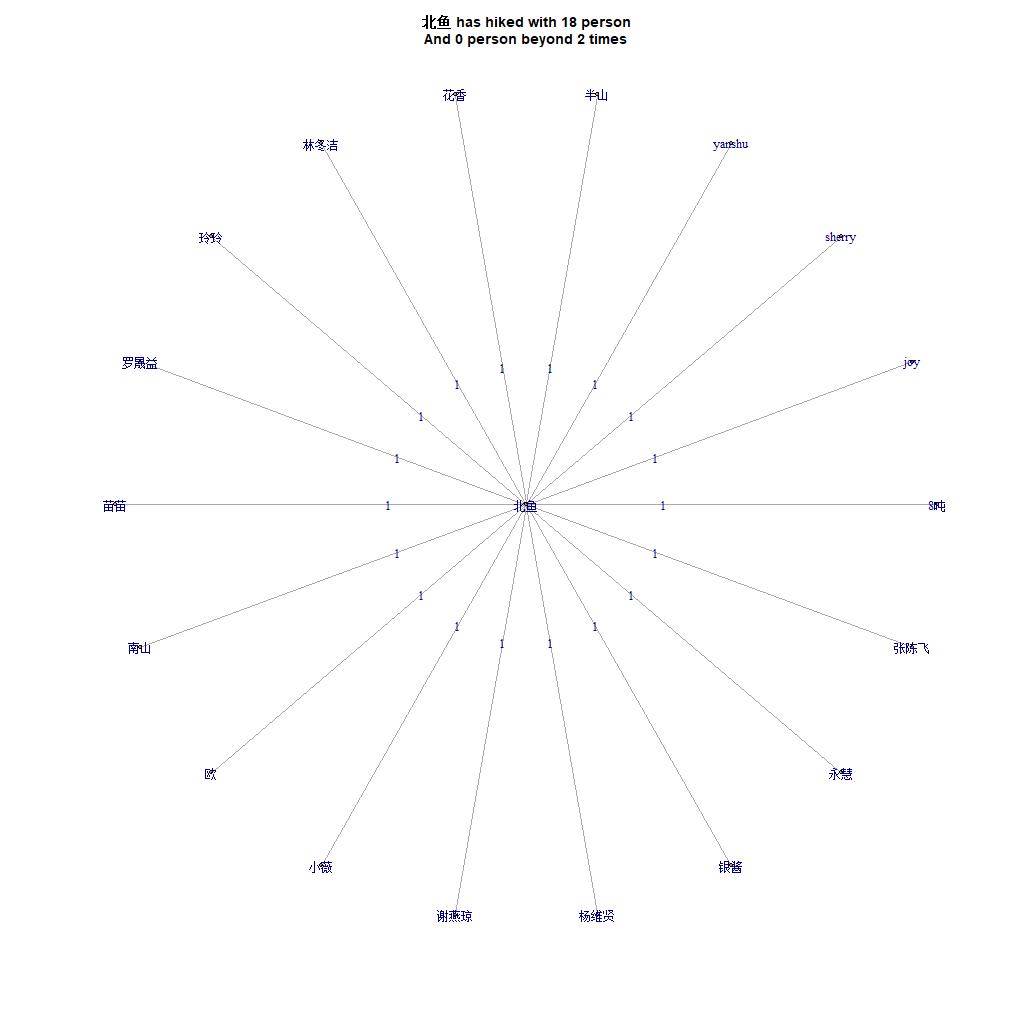 北鱼 has hiked with 18 person
And 0 person beyond 2 times
花香
半山
林冬洁
yanshu
玲玲
sherry
罗晟益
joy
1
1
1
1
1
1
1
1
苗苗
1
北鱼
1
8吨
1
1
1
1
1
1
1
1
南山
张陈飞
欧
永慧
小薇
银酱
谢燕琼
杨维贤